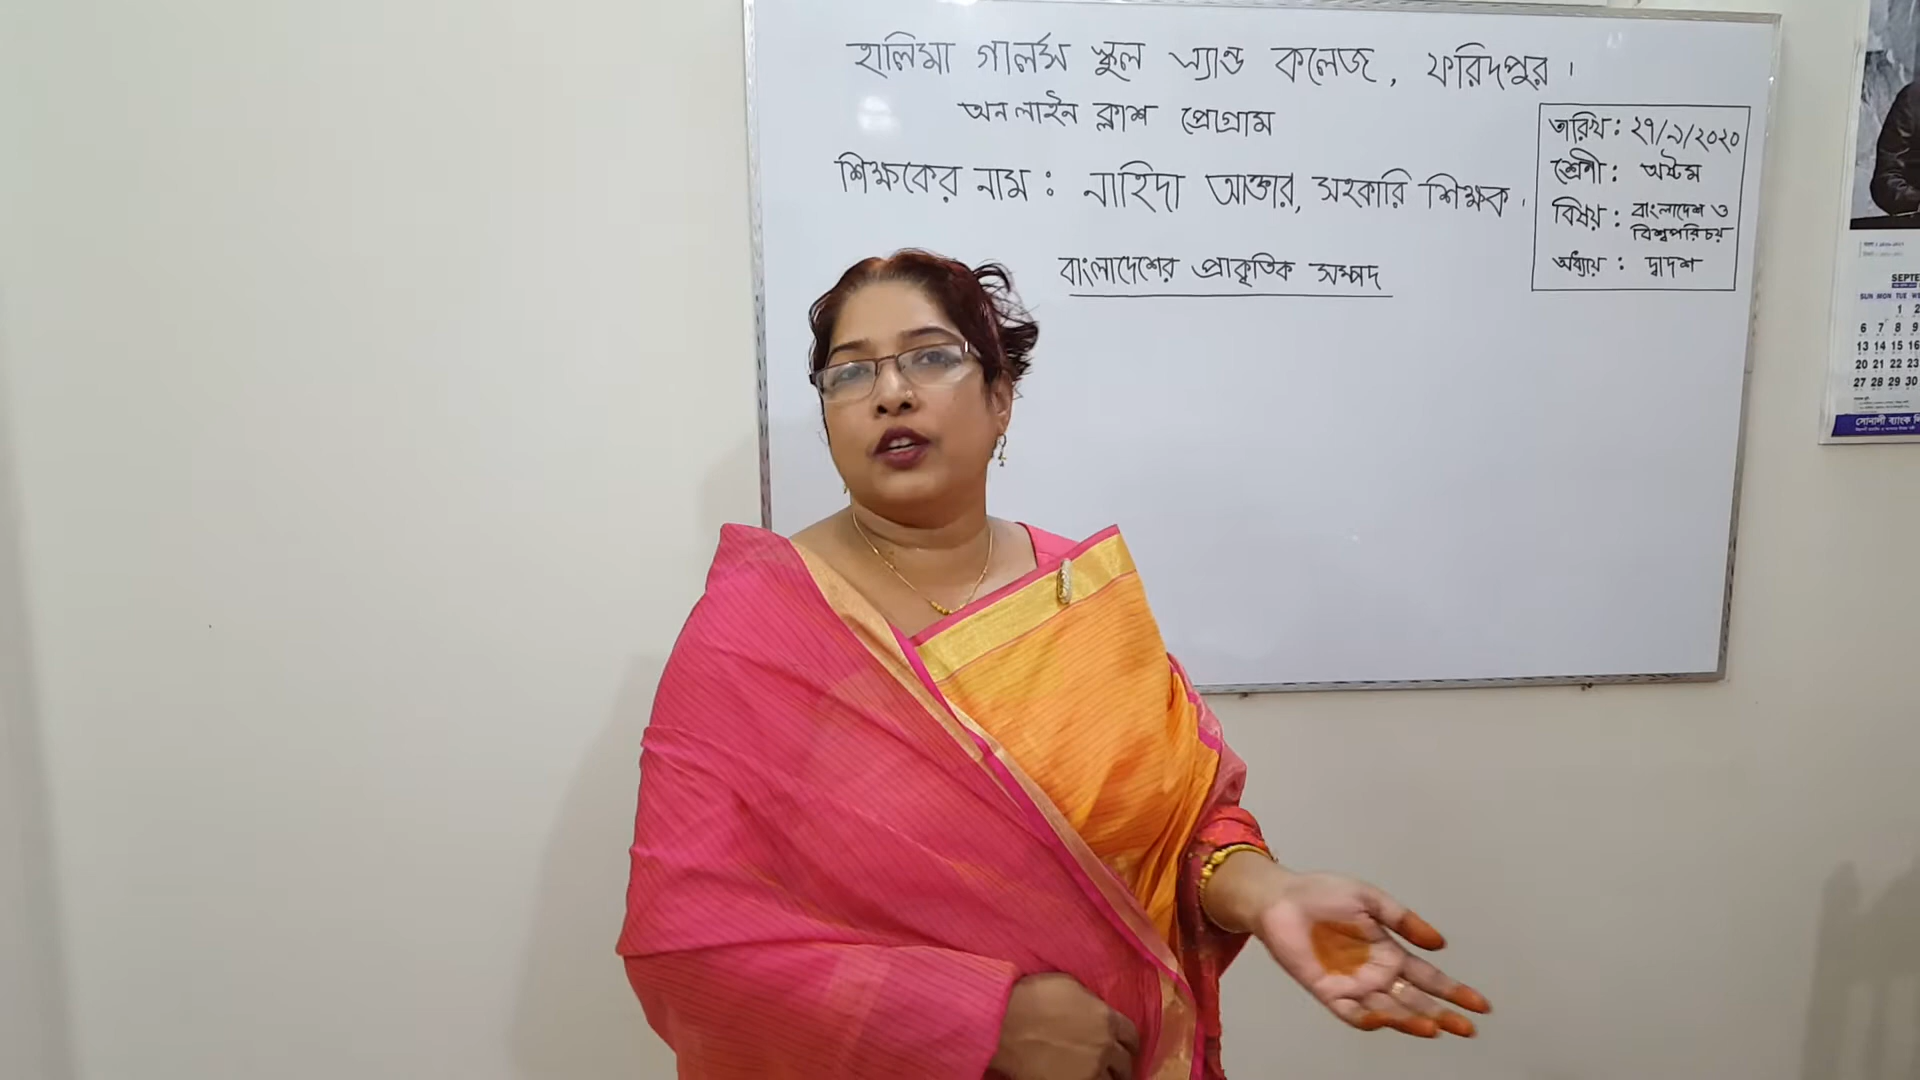 হালিমা গার্লস স্কুল এ্যান্ড কলেজ, ফরিদপুর।
অনলাইন ক্লাশ প্রেগ্রাম
শিক্ষকের নাম : নাহিদা আক্তার, সহকারি শিক্ষক।
তারিখ : ২৭/৯/২০২০
শ্রেণী : অষ্টম
বিষয় : বাংলাদেশ ও
বিশ্বপরিচয়
অধ্যায় : দ্বাদশ
বাংলাদেশের প্রাকৃতিক সম্পদ
SEPTE
SUN MON TUE WE
1 2
6 7 8 9
13 14 15 16
20 21 22 23
27 28 29 30
সোনালী ব্যাংক লি